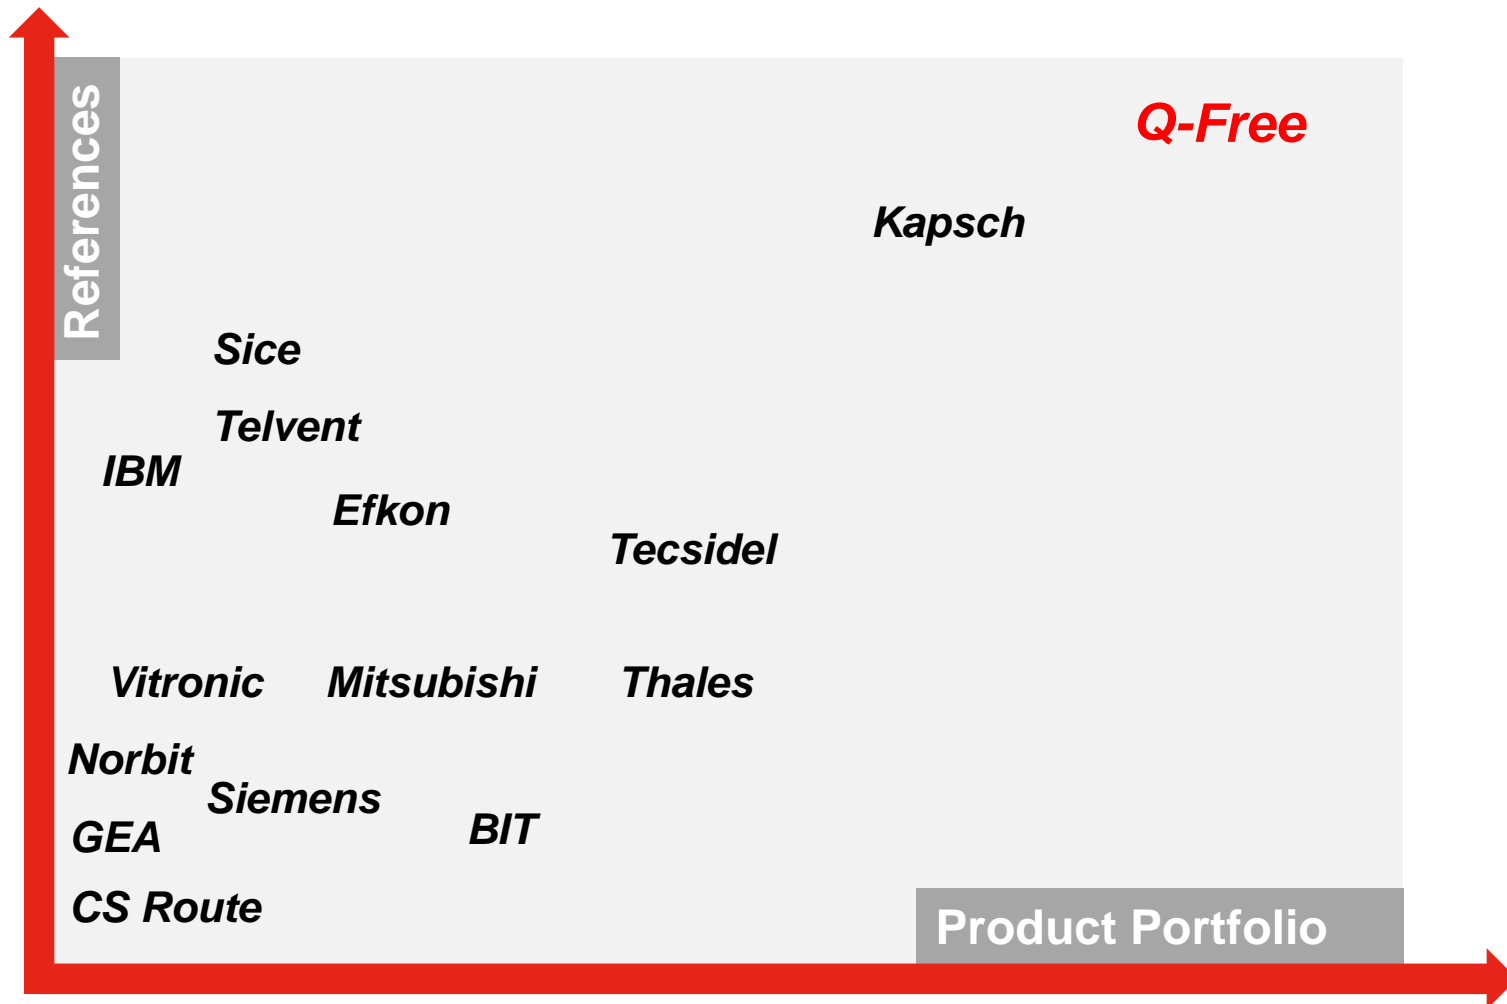 References
Q-Free
Kapsch
Sice
Telvent
IBM
Efkon
Tecsidel
Vitronic
Mitsubishi
Thales
Norbit
Siemens
GEA
BIT
CS Route
Product Portfolio